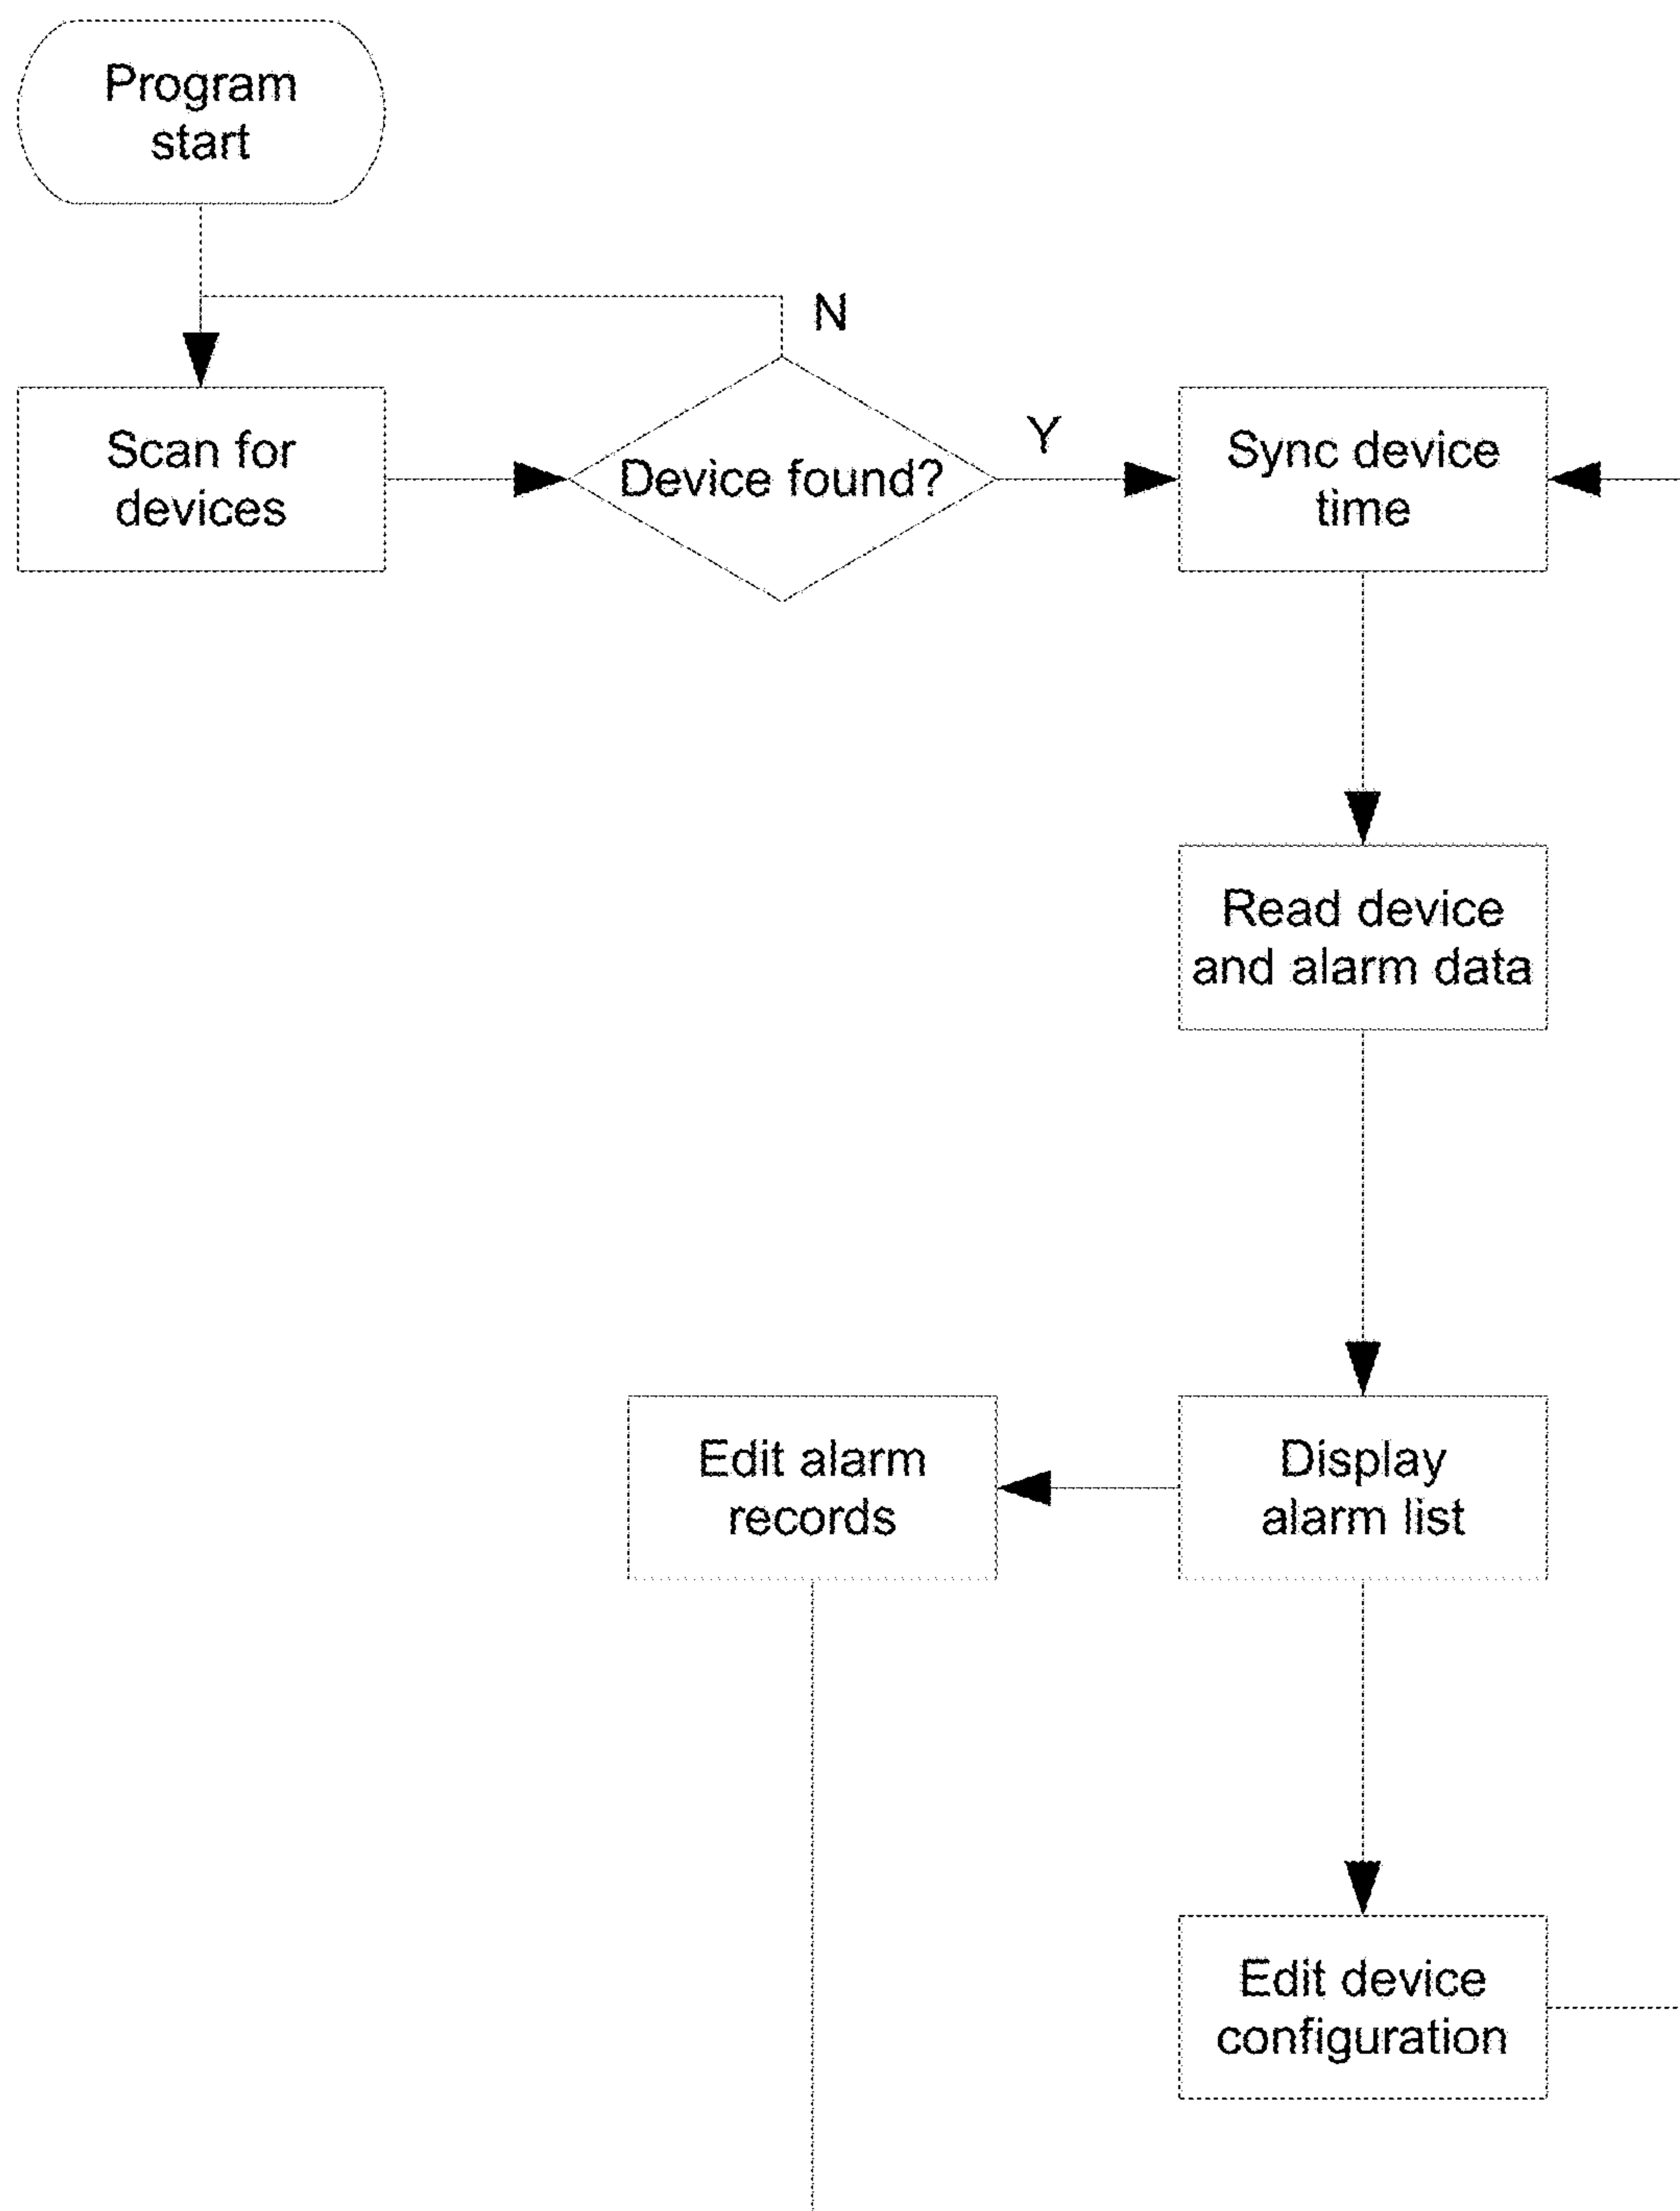 Program
start
N
Scan for
devices
Device found?
Y
Sync device
time
Read device
and alarm data
Edit alarm
records
Display
alarm list
Edit device
configuration